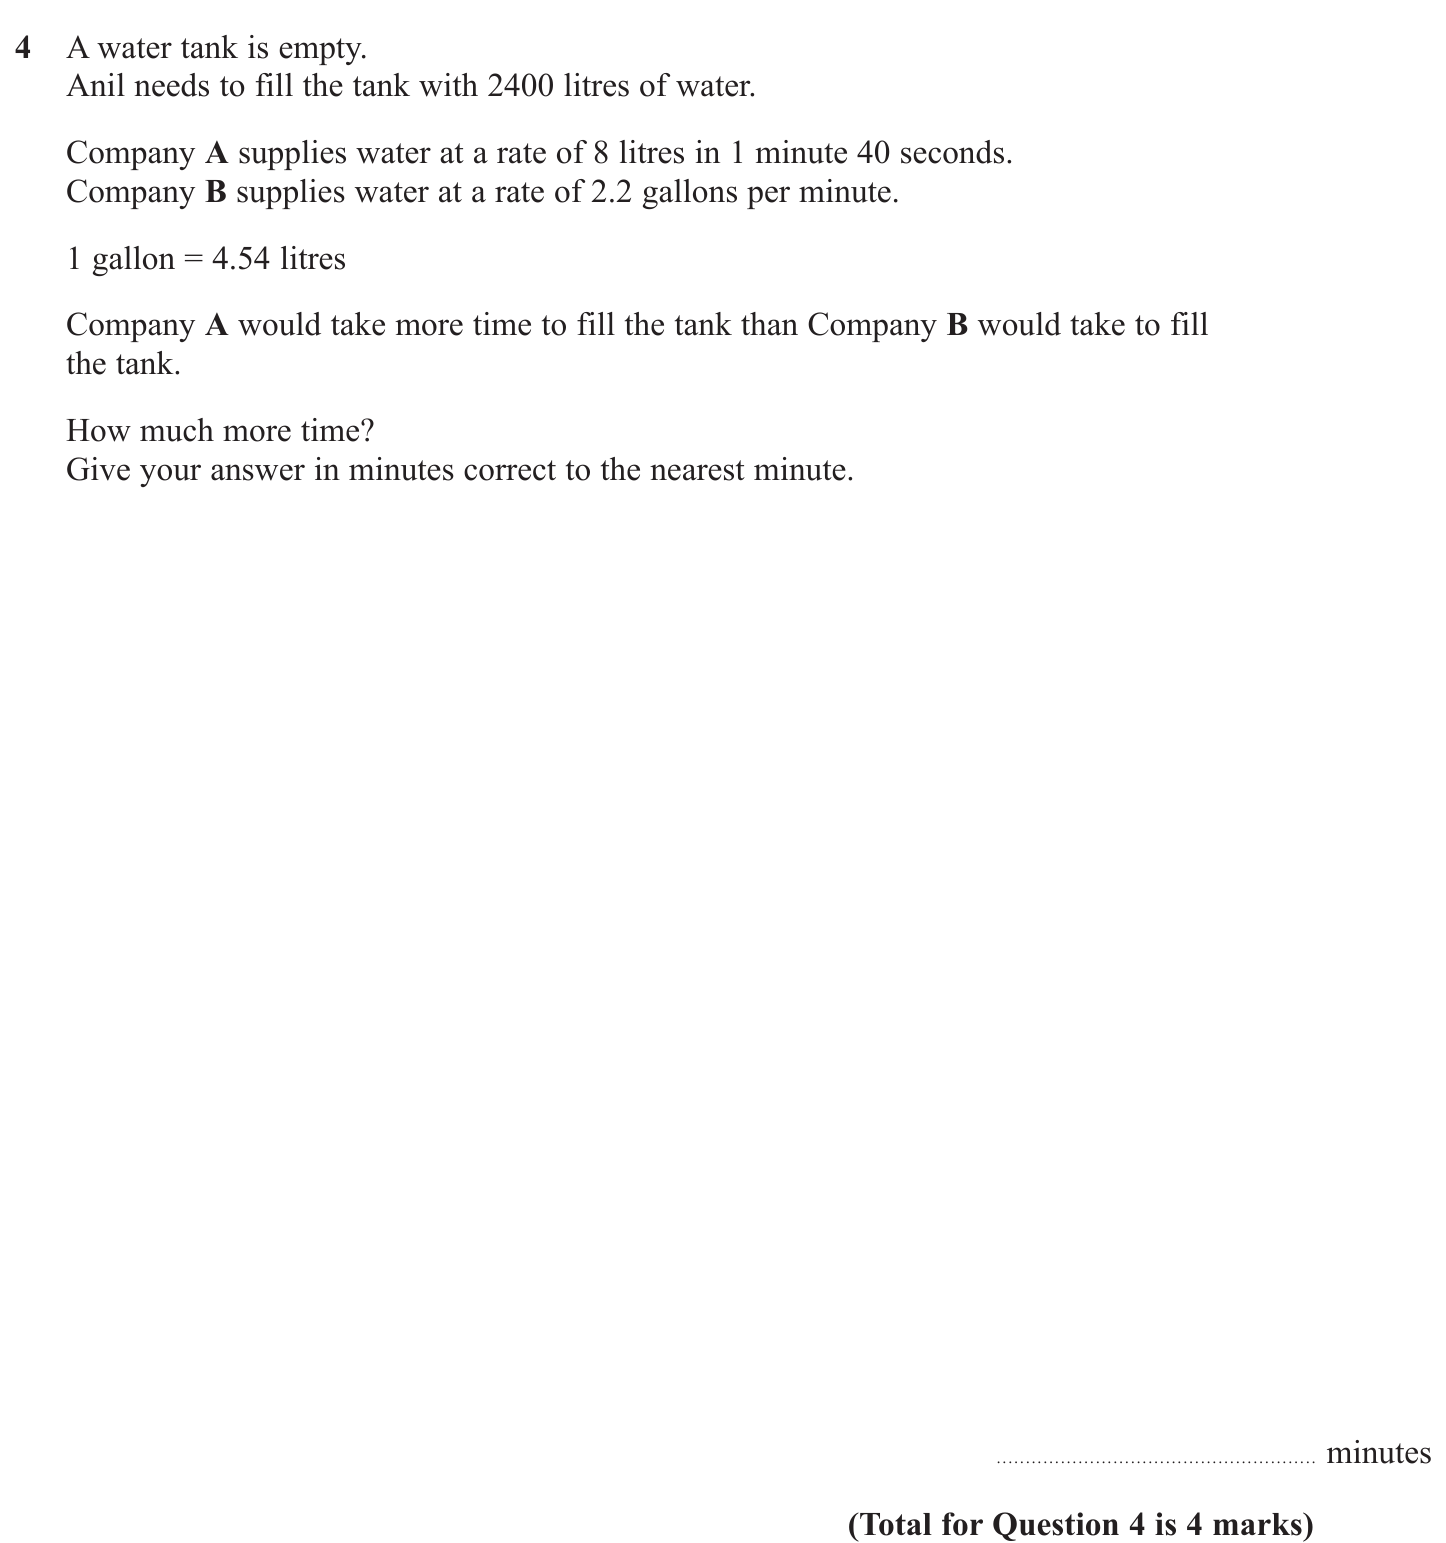 4 A water tank is empty.
Anil needs to fill the tank with 2400 litres of water.
Company A supplies water at a rate of 8 litres in 1 minute 40 seconds.
Company B supplies water at a rate of 2.2 gallons per minute.
1 gallon = 4.54 litres
Company A would take more time to fill the tank than Company B would take to fill
the tank.
How much more time?
Give your answer in minutes correct to the nearest minute.
...................................................... minutes
(Total for Question 4 is 4 marks)